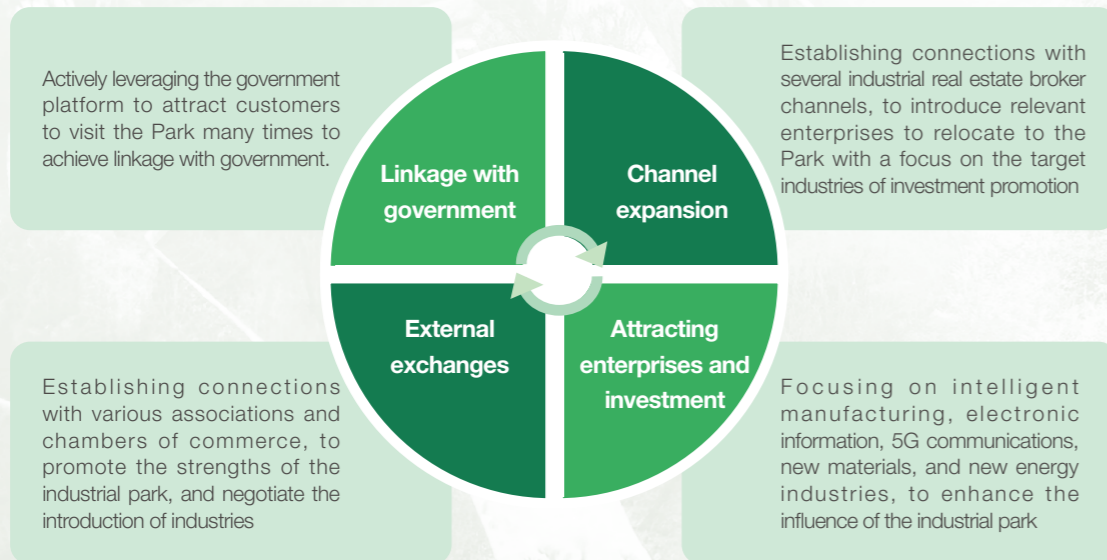 Actively leveraging the government
platform to attract customers
to visit the Park many times to
achieve linkage with government.
Linkage with
government
Channel
expansion
Establishing connections with
several industrial real estate broker
channels, to introduce relevant
enterprises to relocate to the
Park with a focus on the target
industries of investment promotion
Establishing connections
with various associations and
chambers of commerce, to
promote the strengths of the
industrial park, and negotiate the
introduction of industries
External
exchanges
Attracting
enterprises and
investment
Focusing on intelligent
manufacturing, electronic
information, 5G communications,
new materials, and new energy
industries, to enhance the
influence of the industrial park